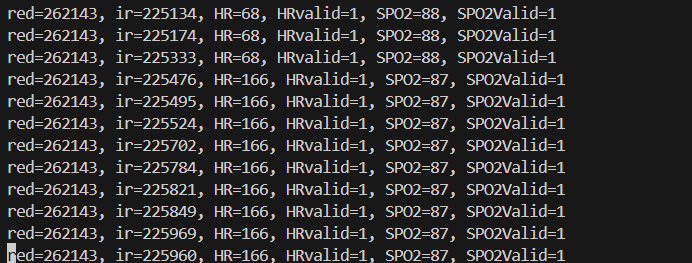 red=262143, ir=225134, HR=68, HRvalid=1, SPO2=88, SPO2Valid=1
red=262143, ir=225174, HR=68, HRvalid=1, SPO2=88, SPO2Valid=1
red=262143, ir=225333, HR=68, HRvalid=1, SPO2=88, SPO2Valid=1
red=262143, ir=225476, HR=166, HRvalid=1, SPO2=87, SPO2Valid=1
red=262143, ir=225495, HR=166, HRvalid=1, SPO2=87, SPO2Valid=1
red=262143, ir=225524, HR=166, HRvalid=1, SPO2=87, SPO2Valid=1
red=262143, ir=225702, HR=166, HRvalid=1, SPO2=87, SPO2Valid=1
red=262143, ir=225784, HR=166, HRvalid=1, SPO2=87, SPO2Valid=1
red=262143, ir=225821, HR=166, HRvalid=1, SPO2=87, SPO2Valid=1
red=262143, ir=225849, HR=166, HRvalid=1, SPO2=87, SPO2Valid=1
red=262143, ir=225969, HR=166, HRvalid=1, SPO2=87, SPO2Valid=1
red=262143, ir=225960, HR=166, HRvalid=1, SPO2=87, SPO2Valid=1